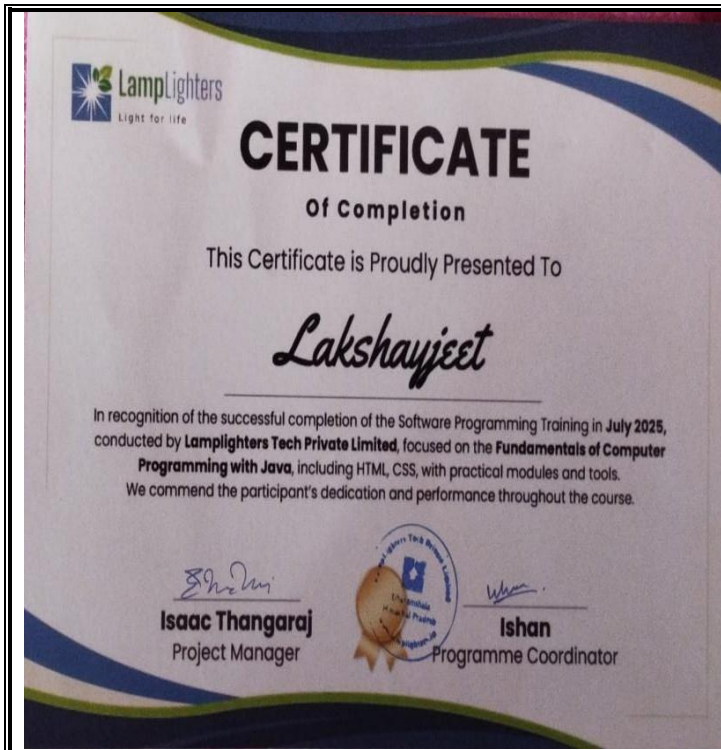 LampLighters
Light for life
CERTIFICATE
Of Completion
This Certificate is Proudly Presented To
Lakshayjeet
In recognition of the successful completion of the Software Programming Training in July 2025,
conducted by Lamplighters Tech Private Limited, focused on the Fundamentals of Computer
Programming with Java, including HTML, CSS, with practical modules and tools.
We commend the participant's dedication and performance throughout the course.
Isaac Thangaraj
Project Manager
Ishan
Programme Coordinator